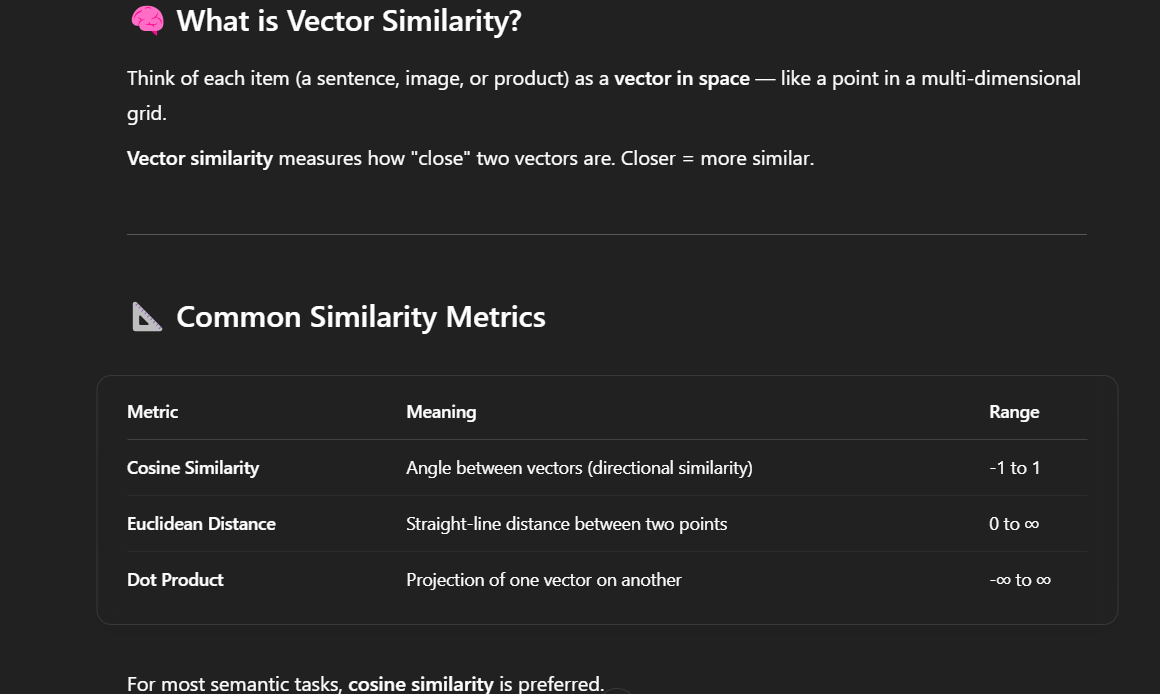 🧠 What is Vector Similarity?
Think of each item (a sentence, image, or product) as a vector in space — like a point in a multi-dimensional
grid.
Vector similarity measures how "close" two vectors are. Closer = more similar.
📐 Common Similarity Metrics
Metric Meaning Range
Cosine Similarity Angle between vectors (directional similarity) -1 to 1
Euclidean Distance Straight-line distance between two points 0 to ∞
Dot Product Projection of one vector on another -∞ to ∞
For most semantic tasks, cosine similarity is preferred.